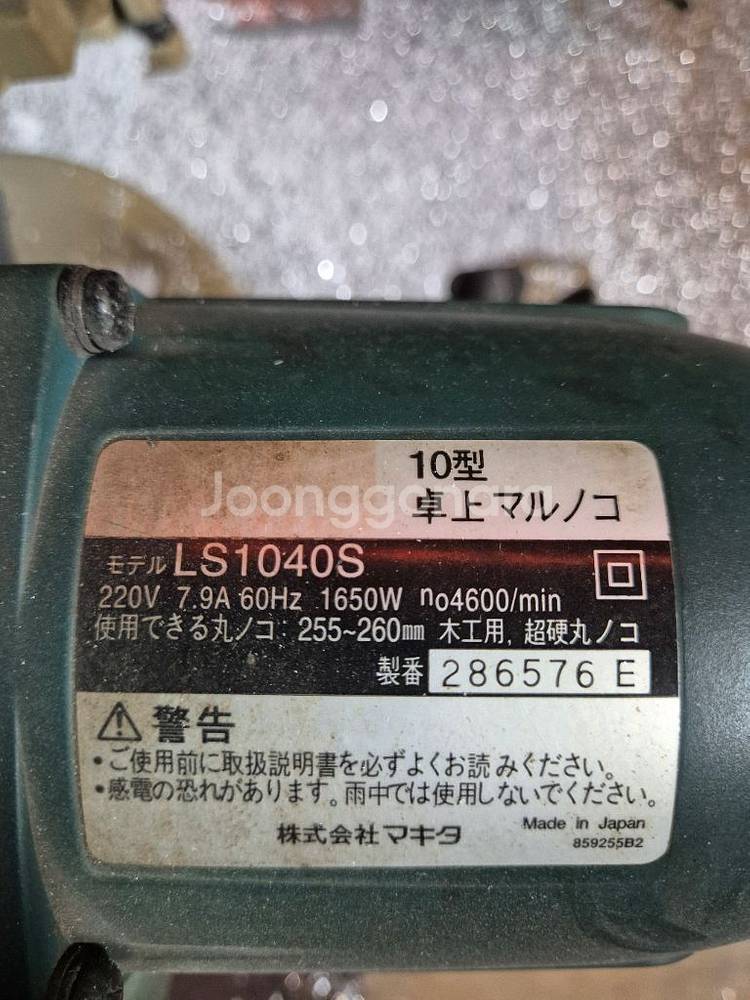 10型
卓上マルノコ
Joonggonara
モデル LS1040S
220V 7.9A 60Hz 1650W no4600/min
使用できる丸ノコ: 255~260mm 木工用, 超硬丸ノコ
製番 286576 E
⚠警告
•ご使用前に取扱説明書を必ずよくお読みください。
•感電の恐れがあります。雨中では使用しないでください。
株式会社マキタ
Made in Japan
859255B2